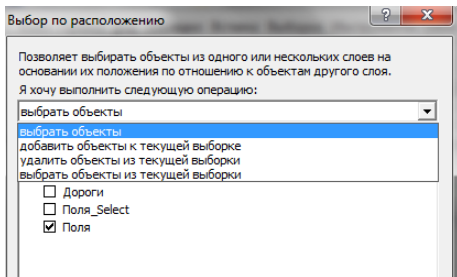 Выбор по расположению
Позволяет выбирать объекты из одного или нескольких слоев на
основании их положения по отношению к объектам другого слоя.
Я хочу выполнить следующую операцию:
выбрать объекты
выбрать объекты
добавить объекты к текущей выборке
удалить объекты из текущей выборки
выбрать объекты из текущей выборки
Дороги
Поля_Select
Поля